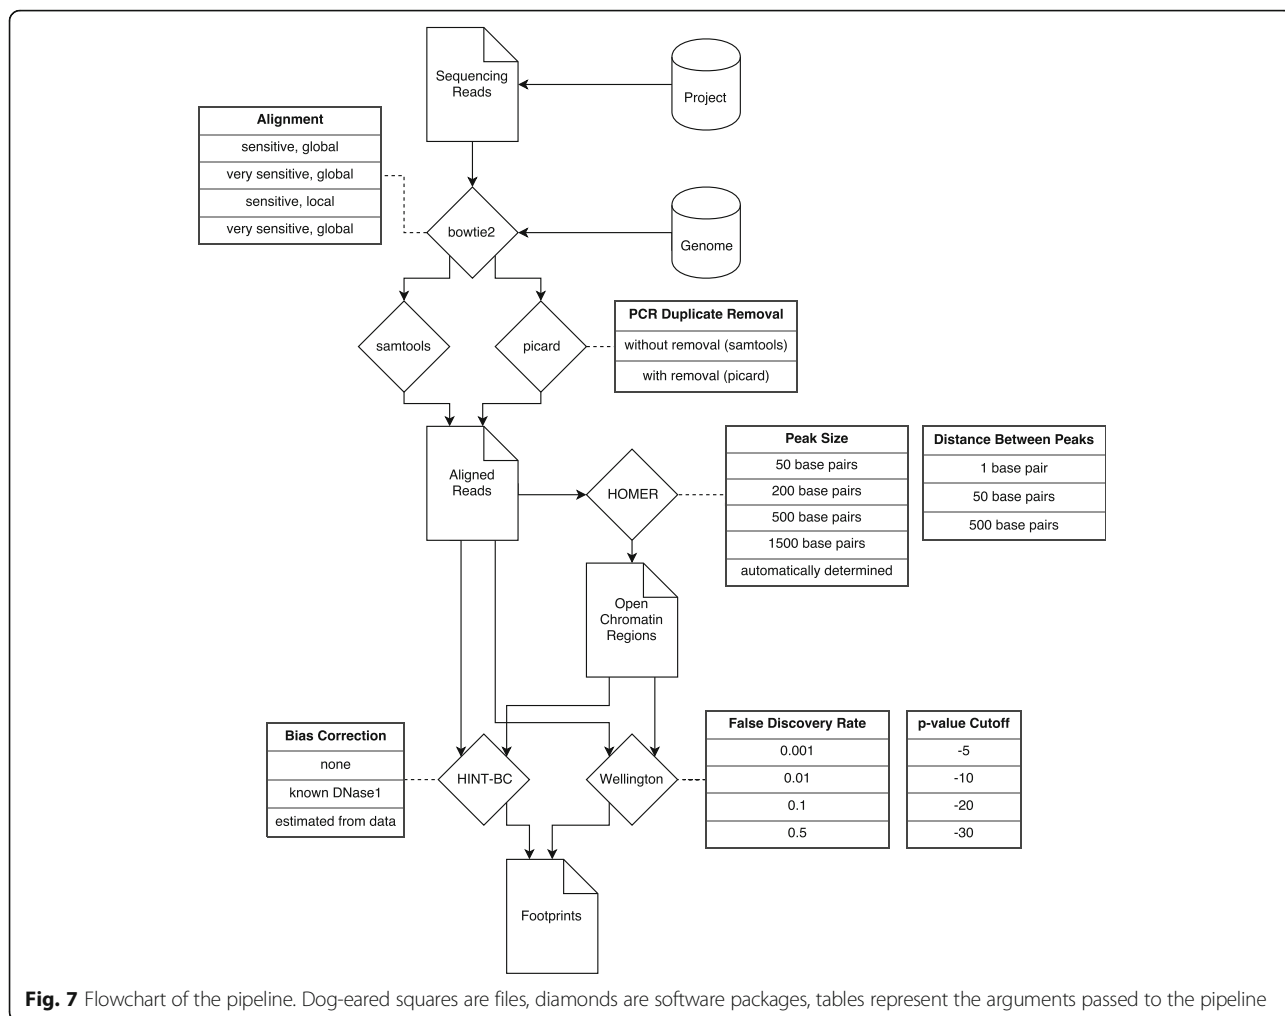 Sequencing
Reads
Project
Alignment
sensitive, global
very sensitive, global
sensitive, local
very sensitive, global
bowtie2
Genome
samtools
picard
PCR Duplicate Removal
without removal (samtools)
with removal (picard)
Aligned
Reads
HOMER
Peak Size
50 base pairs
200 base pairs
500 base pairs
1500 base pairs
automatically determined
Distance Between Peaks
1 base pair
50 base pairs
500 base pairs
Open
Chromatin
Regions
Bias Correction
none
known DNase1
estimated from data
HINT-BC
Wellington
False Discovery Rate
0.001
0.01
0.1
0.5
p-value Cutoff
-5
-10
-20
-30
Footprints
Fig. 7 Flowchart of the pipeline. Dog-eared squares are files, diamonds are software packages, tables represent the arguments passed to the pipeline